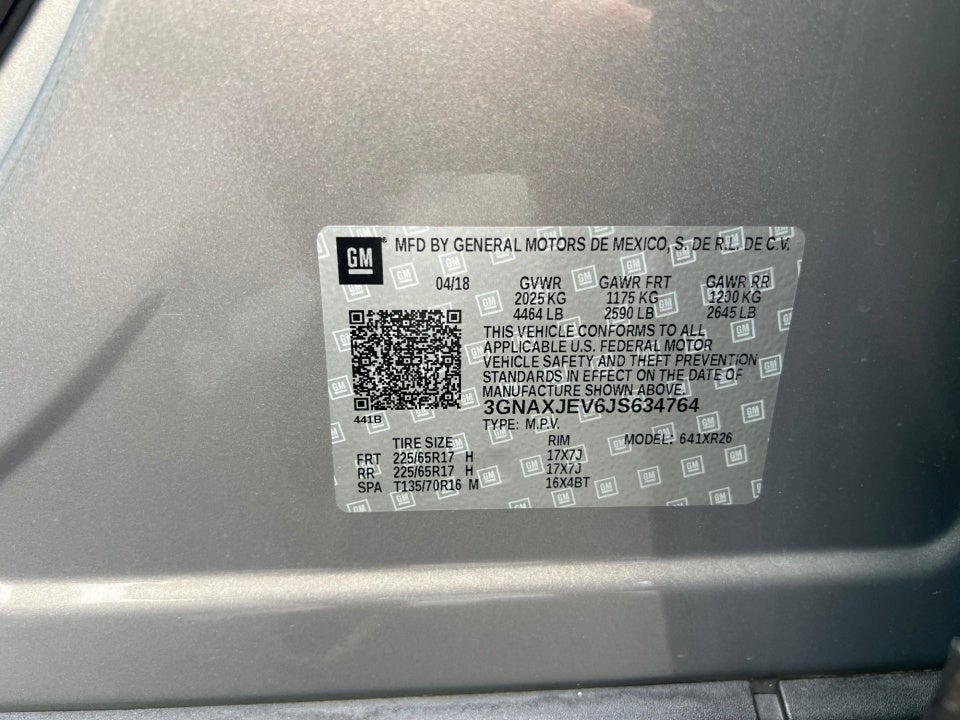 GM® MFD BY GENERAL MOTORS DE MEXICO, S. DE R.L. DE C.V.
04/18 GVWR GAWR FRT GAWR RR
2025 KG 1175 KG 1200 KG
4464 LB 2590 LB 2645 LB
THIS VEHICLE CONFORMS TO ALL
APPLICABLE U.S. FEDERAL MOTOR
VEHICLE SAFETY AND THEFT PREVENTION
STANDARDS IN EFFECT ON THE DATE OF
MANUFACTURE SHOWN ABOVE.
3GNAXJEV6JS634764
441B
TYPE: M.P.V.
TIRE SIZE RIM MODEL: 641XR26
FRT 225/65R17 H 17X7J
RR 225/65R17 H 17X7J
SPA T135/70R16 M 16X4BT